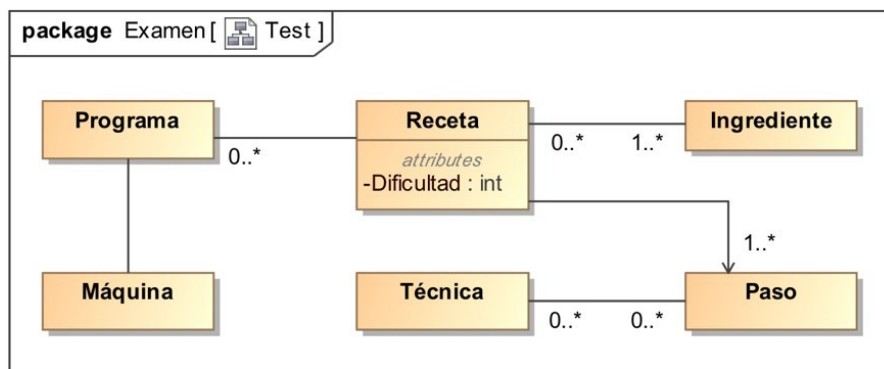 package Examen [ Test ]
Programa
Receta
Ingrediente
0..*
0..*
1..*
attributes
-Dificultad : int
1..*
Máquina
Técnica
Paso
0..*
0..*